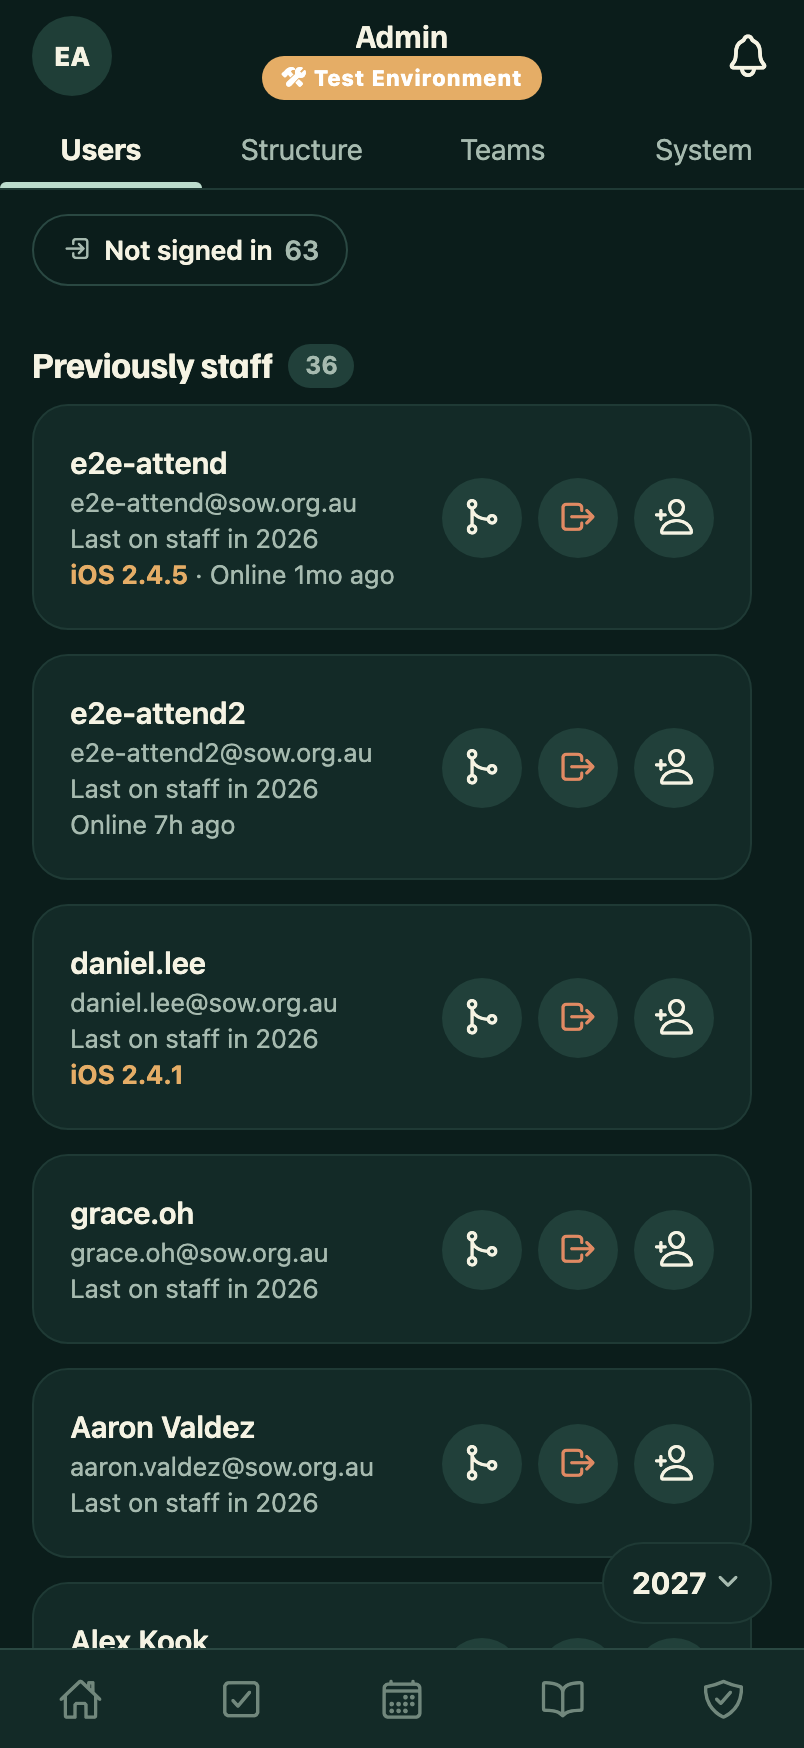 EA
Admin
🛠 Test Environment
Users
Structure
Teams
System
Not signed in 63
Previously staff 36
e2e-attend
e2e-attend@sow.org.au
Last on staff in 2026
iOS 2.4.5 · Online 1mo ago
e2e-attend2
e2e-attend2@sow.org.au
Last on staff in 2026
Online 7h ago
daniel.lee
daniel.lee@sow.org.au
Last on staff in 2026
iOS 2.4.1
grace.oh
grace.oh@sow.org.au
Last on staff in 2026
Aaron Valdez
aaron.valdez@sow.org.au
Last on staff in 2026
2027
Alex Kook